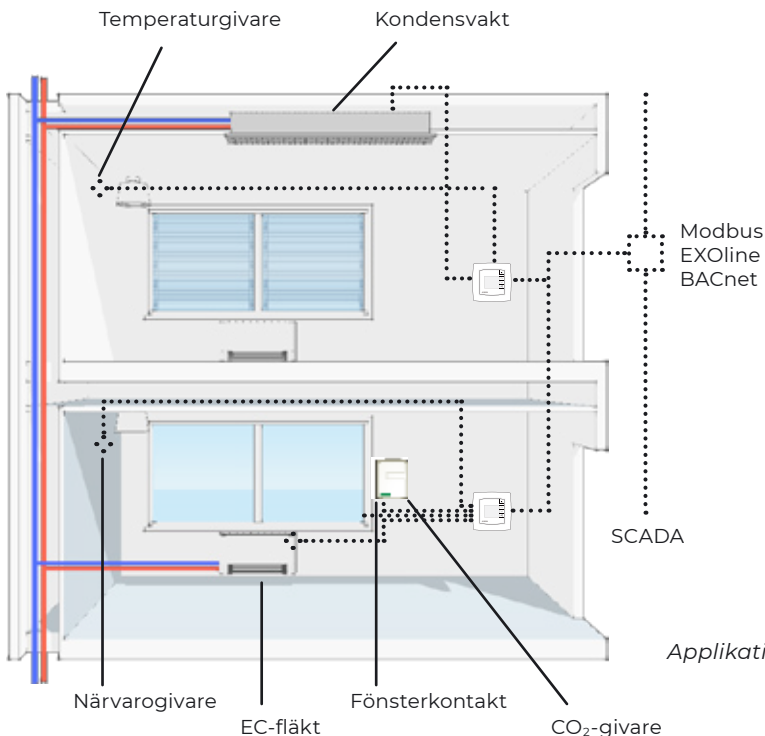 Temperaturgivare
Kondensvakt
Modbus
EXOline
BACnet
SCADA
Närvarogivare
EC-fläkt
Fönsterkontakt
CO₂-givare